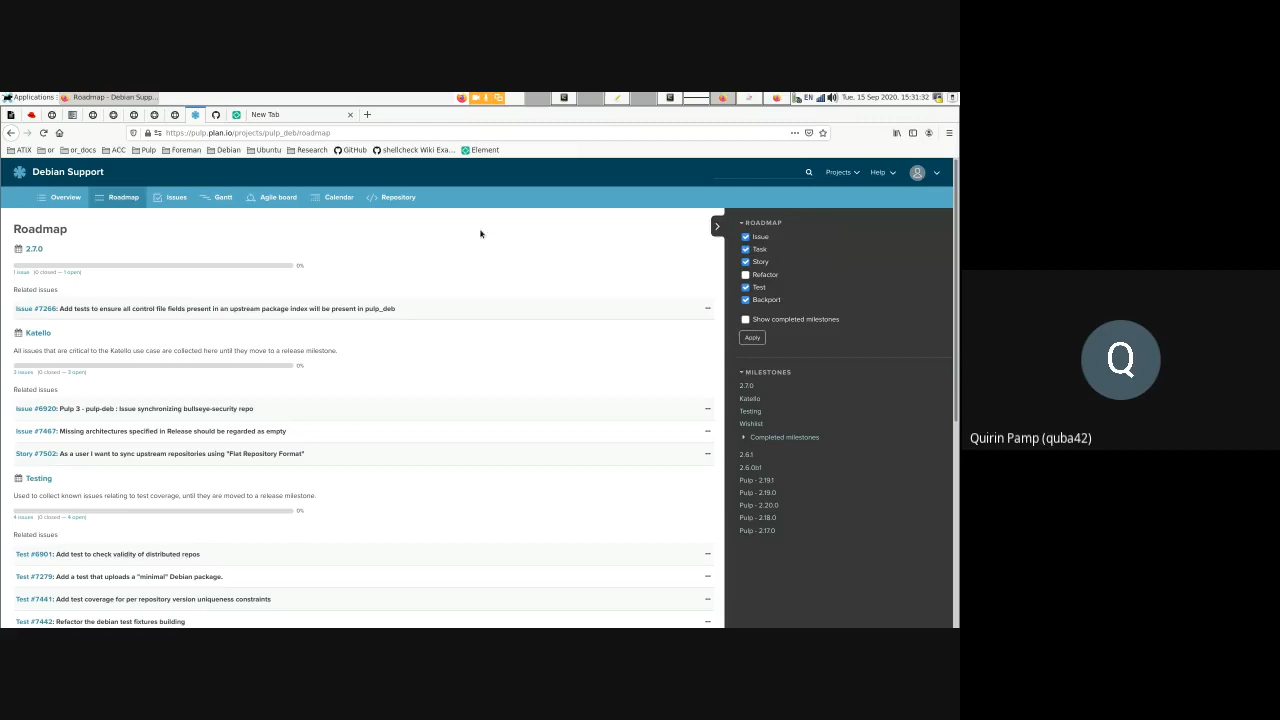 Applications
Roadmap - Debian Supp...
EN
Tue, 15 Sep 2020, 15:31:32
New Tab
https://pulp.plan.io/projects/pulp_deb/roadmap
ATIX
or
or_docs
ACC
Pulp
Foreman
Debian
Ubuntu
Research
GitHub
shellcheck Wiki Exa...
Element
Debian Support
Projects
Help
Overview
Roadmap
Issues
Gantt
Agile board
Calendar
Repository
Roadmap
2.7.0
0%
1 issue (0 closed — 1 open)
Related issues
Issue #7266: Add tests to ensure all control file fields present in an upstream package index will be present in pulp_deb
Katello
All issues that are critical to the Katello use case are collected here until they move to a release milestone.
0%
3 issues (0 closed — 3 open)
Related issues
Issue #6920: Pulp 3 - pulp-deb : Issue synchronizing bullseye-security repo
Issue #7467: Missing architectures specified in Release should be regarded as empty
Story #7502: As a user I want to sync upstream repositories using "Flat Repository Format"
Testing
Used to collect known issues relating to test coverage, until they are moved to a release milestone.
0%
4 issues (0 closed — 4 open)
Related issues
Test #6901: Add test to check validity of distributed repos
Test #7279: Add a test that uploads a "minimal" Debian package.
Test #7441: Add test coverage for per repository version uniqueness constraints
Test #7442: Refactor the debian test fixtures building
ROADMAP
Issue
Task
Story
Refactor
Test
Backport
Show completed milestones
Apply
MILESTONES
2.7.0
Katello
Testing
Wishlist
Completed milestones
2.6.1
2.6.0b1
Pulp - 2.19.1
Pulp - 2.19.0
Pulp - 2.20.0
Pulp - 2.18.0
Pulp - 2.17.0
Q
Quirin Pamp (quba42)